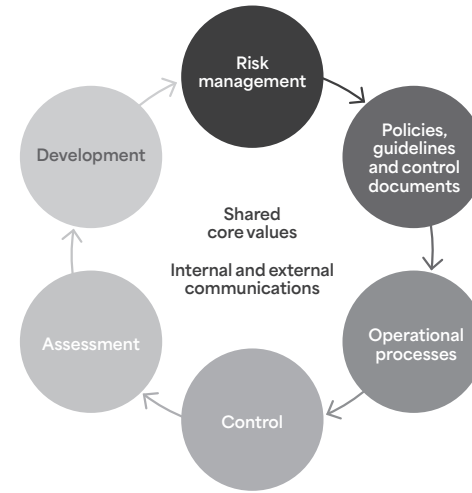 Risk
management
Policies,
guidelines
and control
documents
Development
Shared
core values
Internal and external
communications
Operational
processes
Assessment
Control